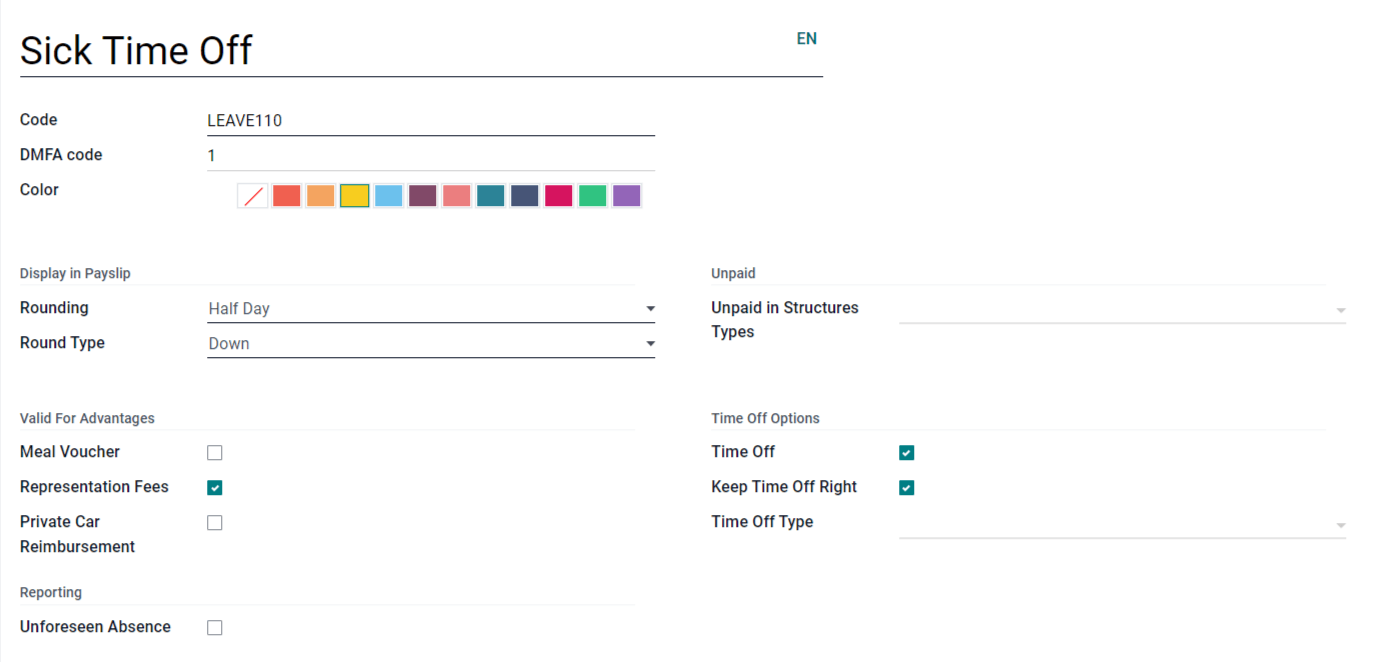 Sick Time Off
EN
Code
LEAVE110
DMFA code
1
Color
Display in Payslip
Rounding
Half Day
Round Type
Down
Unpaid
Unpaid in Structures
Types
Valid For Advantages
Meal Voucher
Representation Fees
Private Car
Reimbursement
Time Off Options
Time Off
Keep Time Off Right
Time Off Type
Reporting
Unforeseen Absence